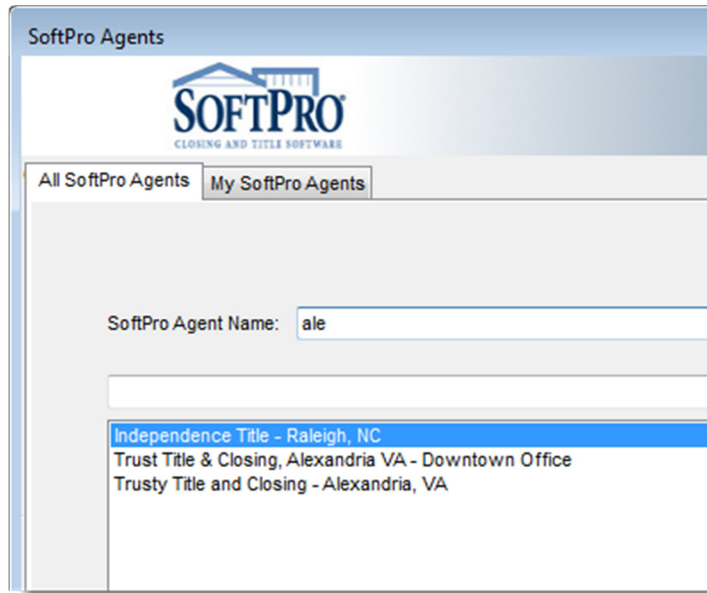 SoftPro Agents
SOFTPRO®
CLOSING AND TITLE SOFTWARE
All SoftPro Agents
My SoftPro Agents
SoftPro Agent Name: ale
Independence Title - Raleigh, NC
Trust Title & Closing, Alexandria VA - Downtown Office
Trusty Title and Closing - Alexandria, VA